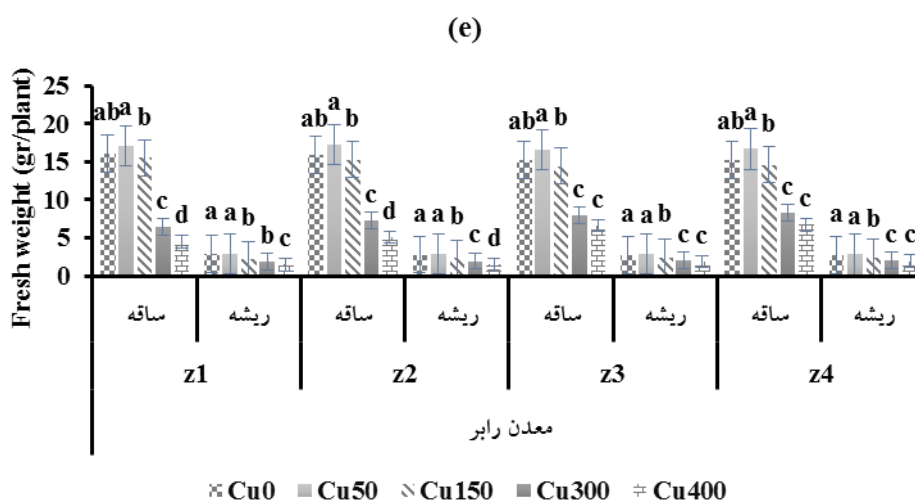 (e)
Fresh weight (gr/plant)
25
20
15
10
5
0
ab a b c d a a b b c ab a b c d a a b c d ab a b c c a a b c c ab a b c c a a b c c
ساقه ریشه ساقه ریشه ساقه ریشه ساقه ریشه
z1 z2 z3 z4
معدن رابر
Cu0 Cu50 Cu150 Cu300 Cu400